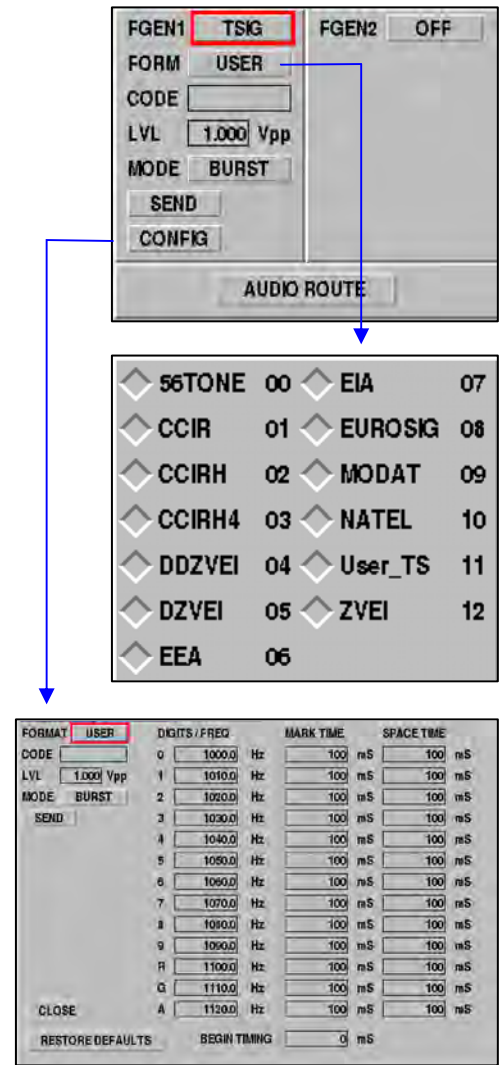 FGEN1 TSIG FGEN2 OFF
FORM USER
CODE
LVL 1.000 Vpp
MODE BURST
SEND
CONFIG
AUDIO ROUTE
56TONE 00 EIA 07
CCIR 01 EUROSIG 08
CCIRH 02 MODAT 09
CCIRH4 03 NATEL 10
DDZVEI 04 User_TS 11
DZVEI 05 ZVEI 12
EEA 06
FORMAT USER DIGITS / FREQ MARK TIME SPACE TIME
CODE 0 1000.0 Hz 100 mS 100 mS
LVL 1.000 Vpp 1 1010.0 Hz 100 mS 100 mS
MODE BURST 2 1020.0 Hz 100 mS 100 mS
SEND 3 1030.0 Hz 100 mS 100 mS
4 1040.0 Hz 100 mS 100 mS
5 1050.0 Hz 100 mS 100 mS
6 1060.0 Hz 100 mS 100 mS
7 1070.0 Hz 100 mS 100 mS
8 1080.0 Hz 100 mS 100 mS
9 1090.0 Hz 100 mS 100 mS
R 1100.0 Hz 100 mS 100 mS
G 1110.0 Hz 100 mS 100 mS
CLOSE A 1120.0 Hz 100 mS 100 mS
RESTORE DEFAULTS BEGIN TIMING 0 mS